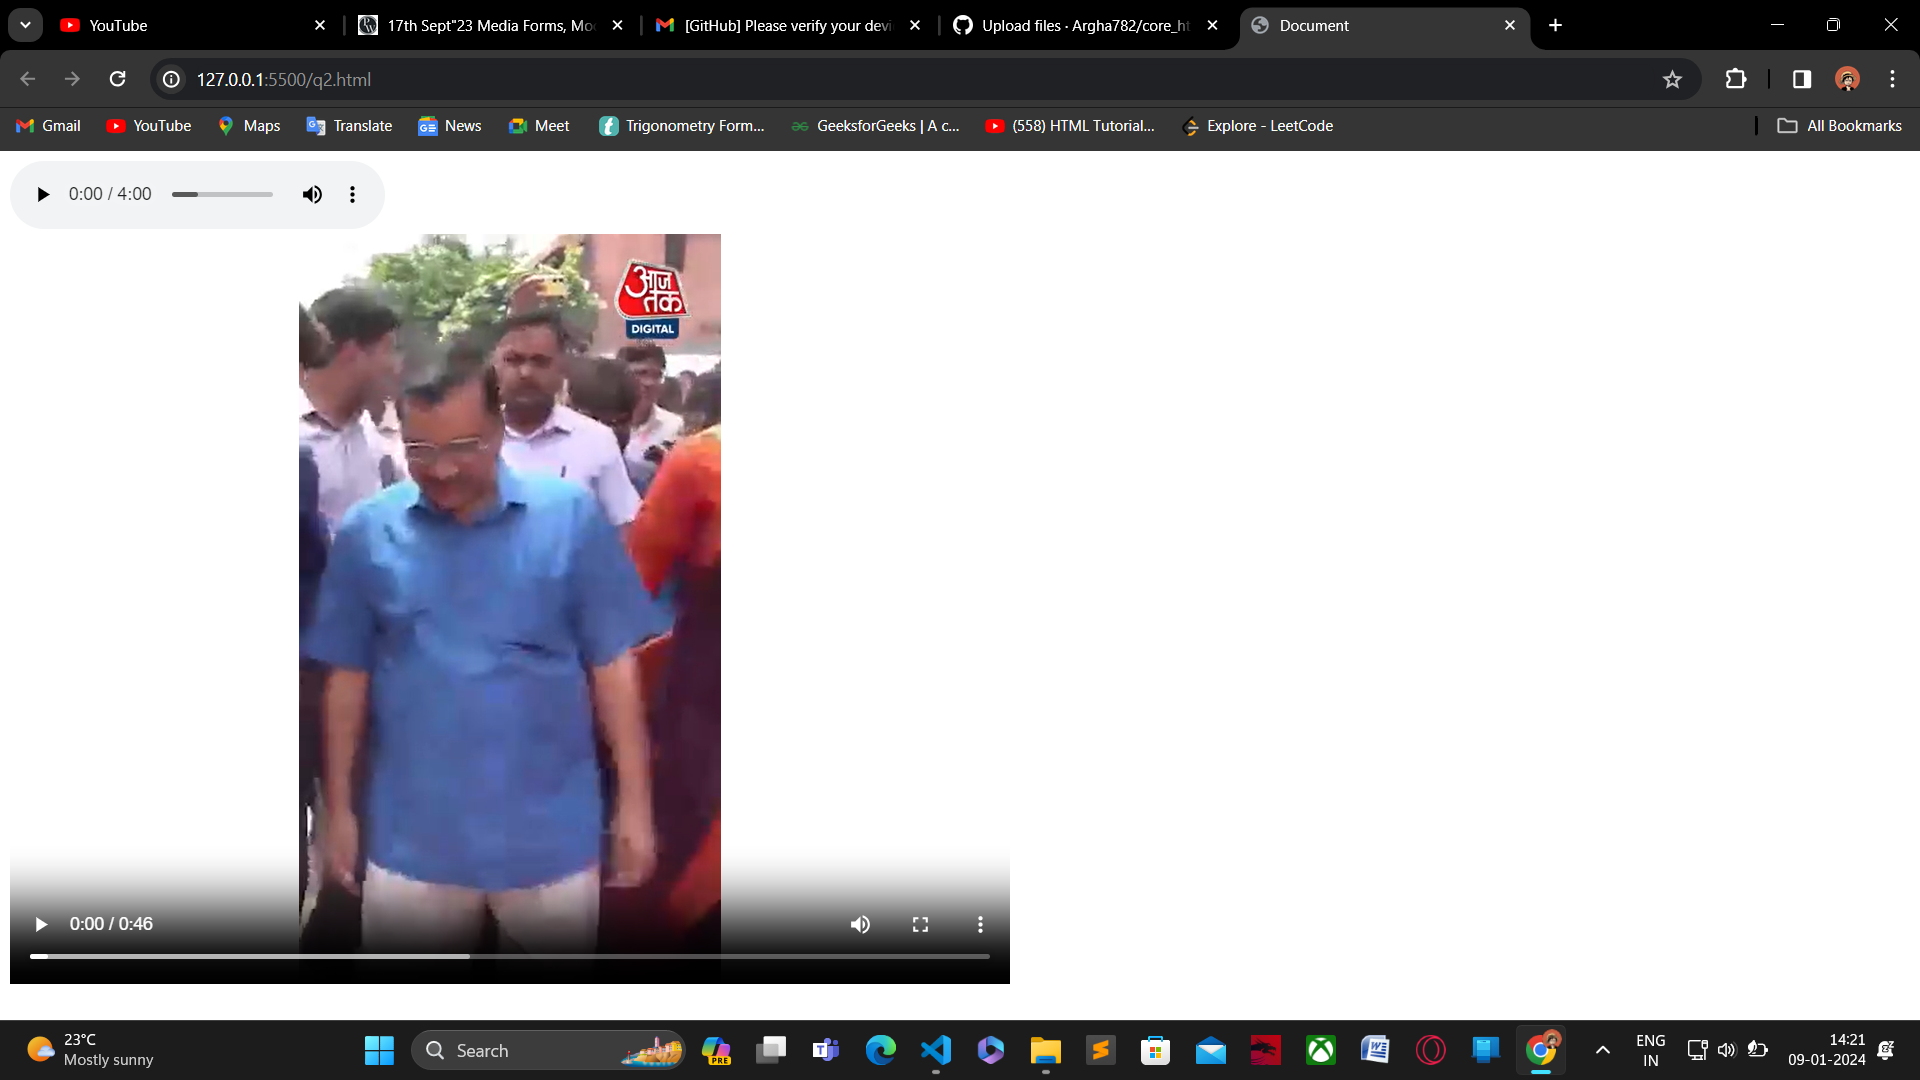 YouTube
17th Sept"23 Media Forms, Mo
[GitHub] Please verify your devi
Upload files · Argha782/core_ht
Document
127.0.0.1:5500/q2.html
Gmail
YouTube
Maps
Translate
News
Meet
Trigonometry Form...
GeeksforGeeks | A c...
(558) HTML Tutorial...
Explore - LeetCode
All Bookmarks
0:00 / 4:00
आज
तक
DIGITAL
0:00 / 0:46
23°C
Mostly sunny
Search
PRE
ENG
IN
14:21
09-01-2024